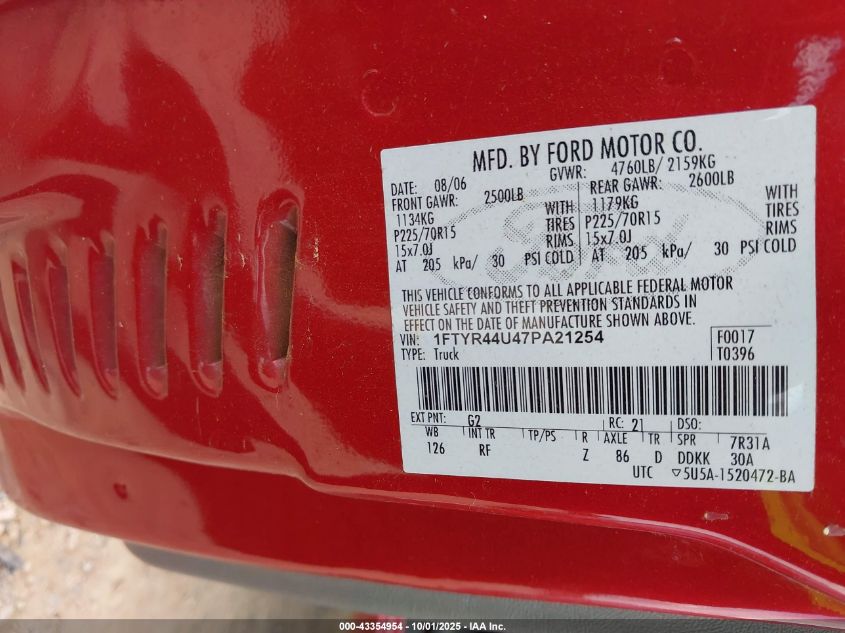 MFD. BY FORD MOTOR CO.
DATE: 08/06 GVWR: 4760LB/ 2159KG
FRONT GAWR: 2500LB REAR GAWR: 2600LB
1134KG WITH 1179KG WITH
P225/70R15 TIRES P225/70R15 TIRES
15x7.0J RIMS 15x7.0J RIMS
AT 205 kPa/ 30 PSI COLD AT 205 kPa/ 30 PSI COLD
Ford
THIS VEHICLE CONFORMS TO ALL APPLICABLE FEDERAL MOTOR
VEHICLE SAFETY AND THEFT PREVENTION STANDARDS IN
EFFECT ON THE DATE OF MANUFACTURE SHOWN ABOVE.
VIN: 1FTYR44U47PA21254 F0017
TYPE: Truck T0396
EXT PNT: G2 RC: 21 DSO:
WB INT TR TP/PS R AXLE TR SPR 7R31A
126 RF Z 86 D DDKK 30A
UTC ▽5U5A-1520472-BA
000-43354954 - 10/01/2025 - IAA Inc.